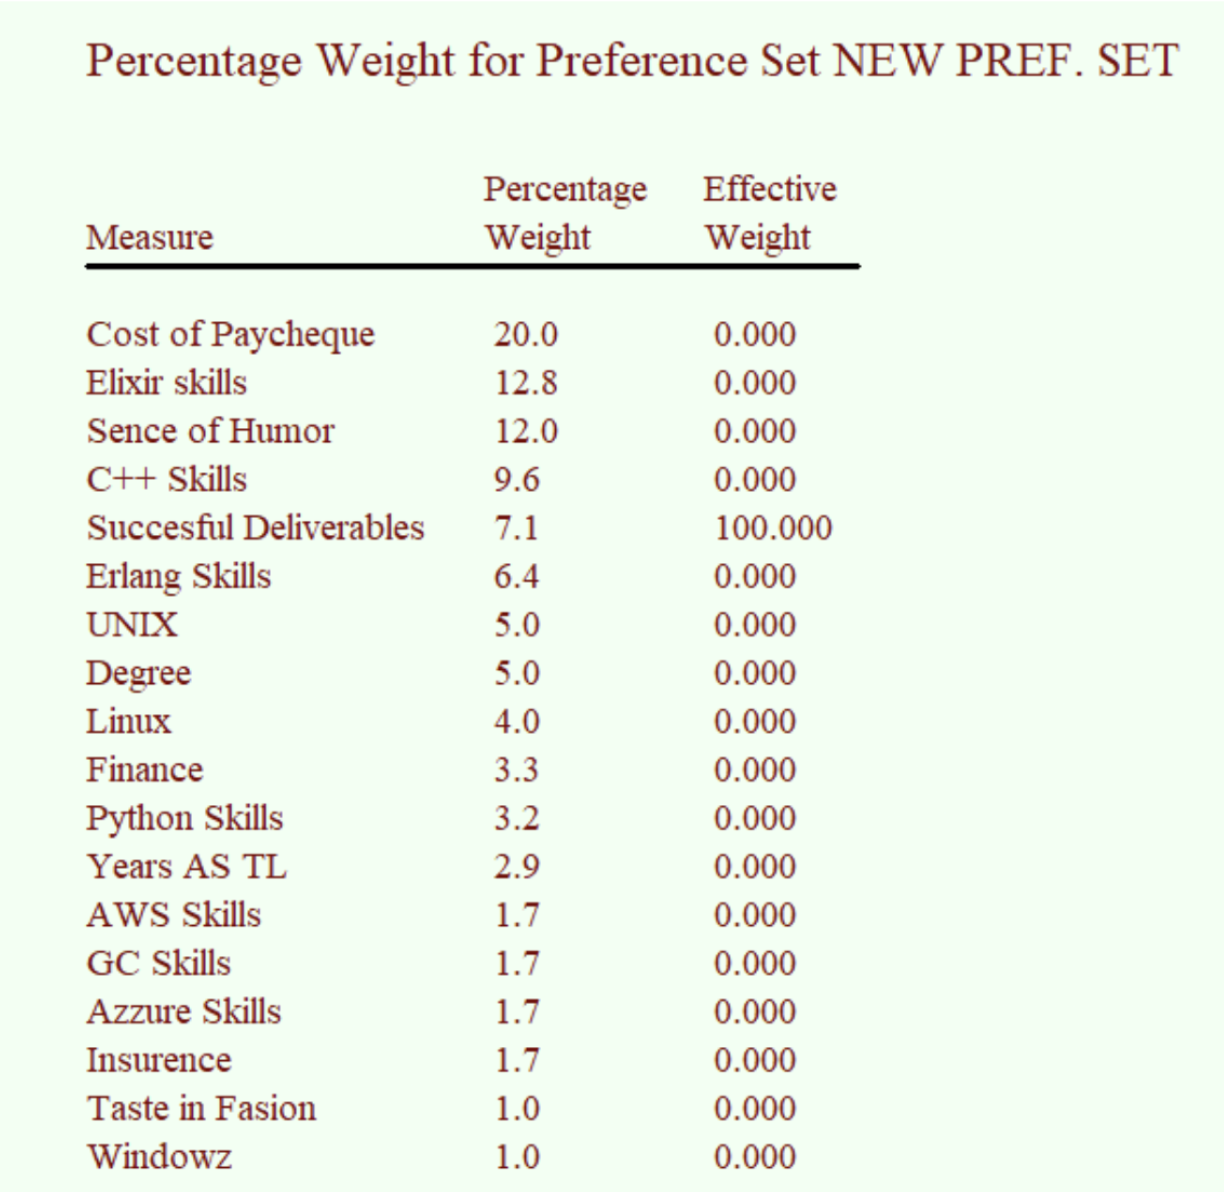 Percentage Weight for Preference Set NEW PREF. SET
Percentage Effective
Measure Weight Weight
Cost of Paycheque 20.0 0.000
Elixir skills 12.8 0.000
Sence of Humor 12.0 0.000
C++ Skills 9.6 0.000
Succesful Deliverables 7.1 100.000
Erlang Skills 6.4 0.000
UNIX 5.0 0.000
Degree 5.0 0.000
Linux 4.0 0.000
Finance 3.3 0.000
Python Skills 3.2 0.000
Years AS TL 2.9 0.000
AWS Skills 1.7 0.000
GC Skills 1.7 0.000
Azzure Skills 1.7 0.000
Insurence 1.7 0.000
Taste in Fasion 1.0 0.000
Windowz 1.0 0.000